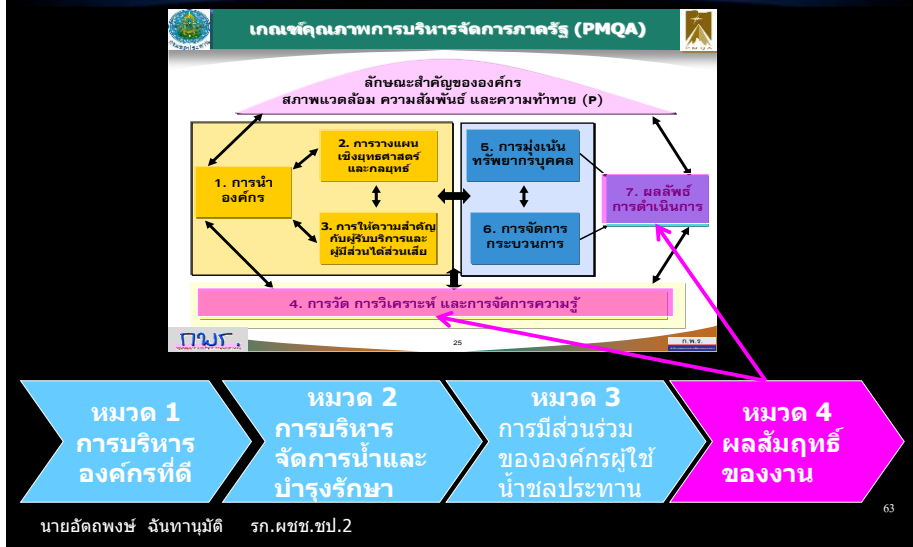 เกณฑ์คุณภาพการบริหารจัดการภาครัฐ (PMQA)
PMQA
ลักษณะสำคัญขององค์กร
สภาพแวดล้อม ความสัมพันธ์ และความท้าทาย (P)
2. การวางแผน
เชิงยุทธศาสตร์
และกลยุทธ์
5. การมุ่งเน้น
ทรัพยากรบุคคล
1. การนำ
องค์กร
7. ผลลัพธ์
การดำเนินการ
3. การให้ความสำคัญ
กับผู้รับบริการและ
ผู้มีส่วนได้ส่วนเสีย
6. การจัดการ
กระบวนการ
4. การวัด การวิเคราะห์ และการจัดการความรู้
กพร.
25
ก.พ.ร.
หมวด 1
การบริหาร
องค์กรที่ดี
หมวด 2
การบริหาร
จัดการน้ำและ
บำรุงรักษา
หมวด 3
การมีส่วนร่วม
ขององค์กรผู้ใช้
น้ำชลประทาน
หมวด 4
ผลสัมฤทธิ์
ของงาน
63
นายอัตถพงษ์ ฉันทานุมัติ รก.ผชช.ชป.2